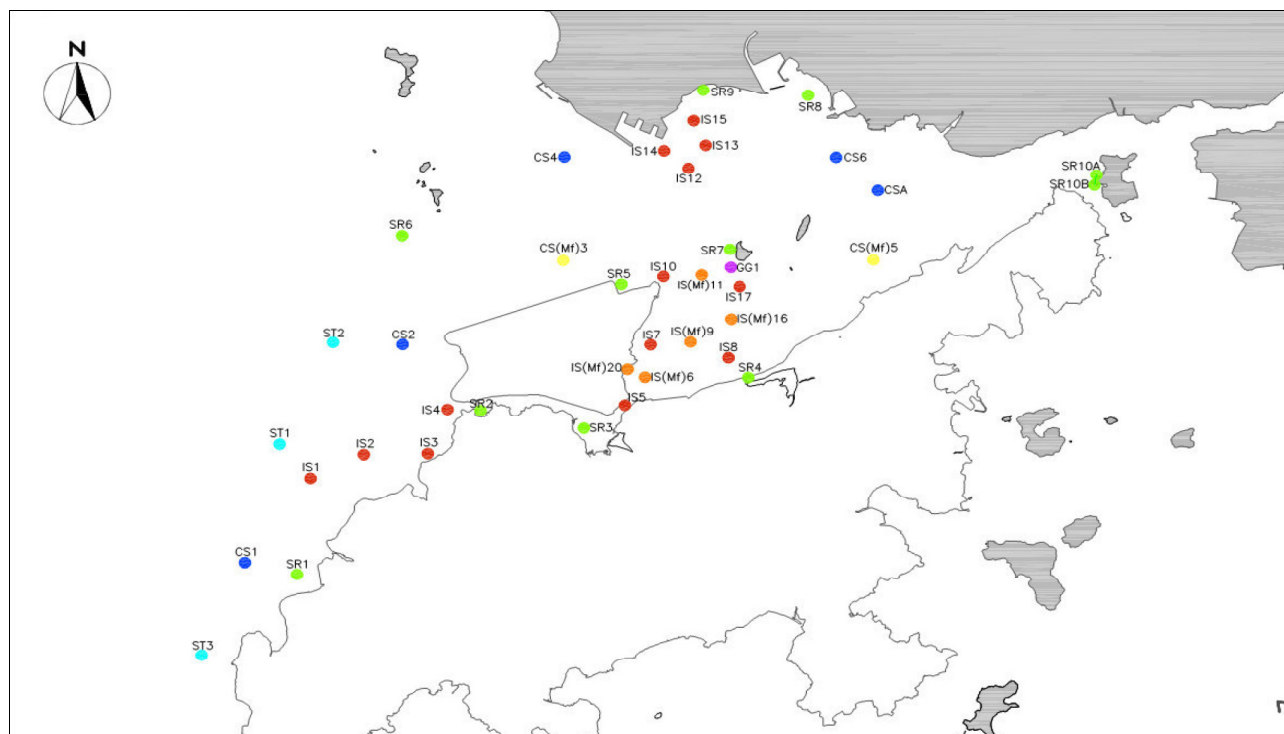 N
SR9
SR8
IS15
IS13
IS14
IS12
CS4
CS6
CSA
SR10A
SR10B
SR6
CS(Mf)3
SR7
CS(Mf)5
GG1
IS10
SR5
IS(Mf)11
IS17
IS(Mf)16
ST2
CS2
IS7
IS(Mf)9
IS8
IS(Mf)20
IS(Mf)6
SR4
IS4
SR2
IS5
SR3
ST1
IS2
IS3
IS1
CS1
SR1
ST3